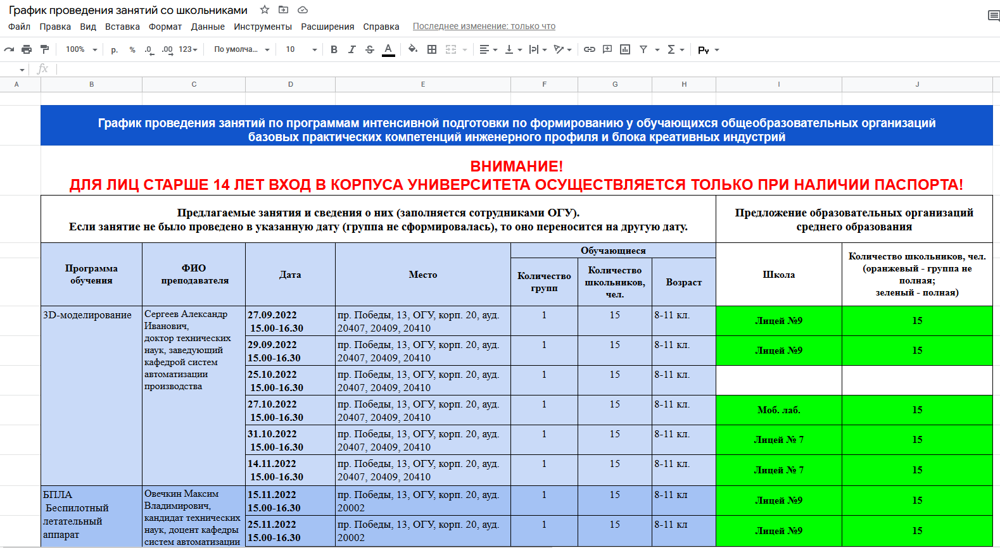 График проведения занятий со школьниками
Файл Правка Вид Вставка Формат Данные Инструменты Расширения Справка Последнее изменение: только что
100% р. % .0 .00 123 По умолча... 10 B I S A Σ Ру
fx
A B C D E F G H I J
График проведения занятий по программам интенсивной подготовки по формированию у обучающихся общеобразовательных организаций
базовых практических компетенций инженерного профиля и блока креативных индустрий
ВНИМАНИЕ!
ДЛЯ ЛИЦ СТАРШЕ 14 ЛЕТ ВХОД В КОРПУСА УНИВЕРСИТЕТА ОСУЩЕСТВЛЯЕТСЯ ТОЛЬКО ПРИ НАЛИЧИИ ПАСПОРТА!
Предлагаемые занятия и сведения о них (заполняется сотрудниками ОГУ).
Если занятие не было проведено в указанную дату (группа не сформировалась), то оно переносится на другую дату.
Предложение образовательных организаций
среднего образования
Программа
обучения
ФИО
преподавателя
Дата
Место
Обучающиеся
Количество
групп
Количество
школьников,
чел.
Возраст
Школа
Количество школьников, чел.
(оранжевый - группа не
полная;
зеленый - полная)
3D-моделирование
Сергеев Александр
Иванович,
доктор технических
наук, заведующий
кафедрой систем
автоматизации
производства
27.09.2022
15.00-16.30
пр. Победы, 13, ОГУ, корп. 20, ауд.
20407, 20409, 20410
1
15
8-11 кл.
Лицей №9
15
29.09.2022
15.00-16.30
пр. Победы, 13, ОГУ, корп. 20, ауд.
20407, 20409, 20410
1
15
8-11 кл.
Лицей №9
15
25.10.2022
15.00-16.30
пр. Победы, 13, ОГУ, корп. 20, ауд.
20407, 20409, 20410
1
15
8-11 кл.
27.10.2022
15.00-16.30
пр. Победы, 13, ОГУ, корп. 20, ауд.
20407, 20409, 20410
1
15
8-11 кл.
Моб. лаб.
15
31.10.2022
15.00-16.30
пр. Победы, 13, ОГУ, корп. 20, ауд.
20407, 20409, 20410
1
15
8-11 кл.
Лицей № 7
15
14.11.2022
15.00-16.30
пр. Победы, 13, ОГУ, корп. 20, ауд.
20407, 20409, 20410
1
15
8-11 кл.
Лицей № 7
15
БПЛА
Беспилотный
летательный
аппарат
Овечкин Максим
Владимирович,
кандидат технических
наук, доцент кафедры
систем автоматизации
15.11.2022
15.00-16.30
пр. Победы, 13, ОГУ, корп. 20, ауд.
20002
1
15
8-11 кл
Лицей №9
15
25.11.2022
15.00-16.30
пр. Победы, 13, ОГУ, корп. 20, ауд.
20002
1
15
8-11 кл
Лицей №9
15